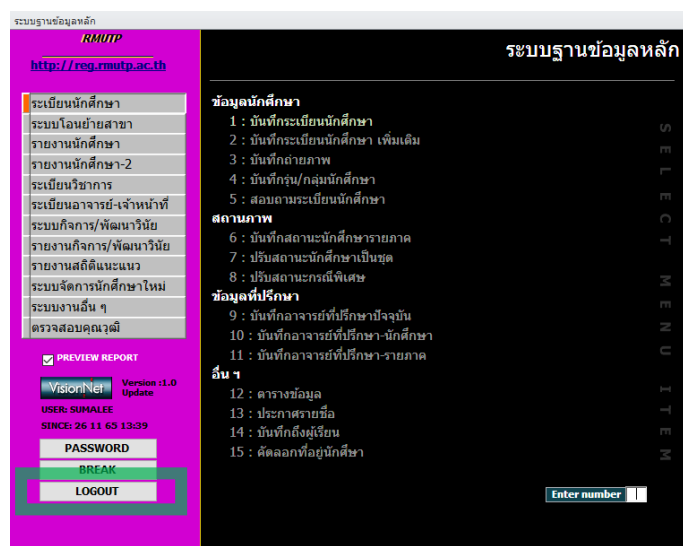 ระบบฐานข้อมูลหลัก
RMUTP
http://reg.rmutp.ac.th
ระเบียนนักศึกษา
ระบบโอนย้ายสาขา
รายงานนักศึกษา
รายงานนักศึกษา-2
ระเบียนวิชาการ
ระเบียนอาจารย์-เจ้าหน้าที่
ระบบกิจการ/พัฒนาวินัย
รายงานกิจการ/พัฒนาวินัย
รายงานสถิติแนะแนว
ระบบจัดการนักศึกษาใหม่
ระบบงานอื่น ๆ
ตรวจสอบคุณวุฒิ
PREVIEW REPORT
VisionNet
Version :1.0
Update
USER: SUMALEE
SINCE: 26 11 65 13:39
PASSWORD
BREAK
LOGOUT
ระบบฐานข้อมูลหลัก
ข้อมูลนักศึกษา
1 : บันทึกระเบียนนักศึกษา
2 : บันทึกระเบียนนักศึกษา เพิ่มเติม
3 : บันทึกถ่ายภาพ
4 : บันทึกรุ่น/กลุ่มนักศึกษา
5 : สอบถามระเบียนนักศึกษา
สถานภาพ
6 : บันทึกสถานะนักศึกษารายภาค
7 : ปรับสถานะนักศึกษาเป็นชุด
8 : ปรับสถานะกรณีพิเศษ
ข้อมูลที่ปรึกษา
9 : บันทึกอาจารย์ที่ปรึกษาปัจจุบัน
10 : บันทึกอาจารย์ที่ปรึกษา-นักศึกษา
11 : บันทึกอาจารย์ที่ปรึกษา-รายภาค
อื่น ๆ
12 : ตารางข้อมูล
13 : ประกาศรายชื่อ
14 : บันทึกถึงผู้เรียน
15 : คัดลอกที่อยู่นักศึษา
SELECT MENU ITEM
Enter number